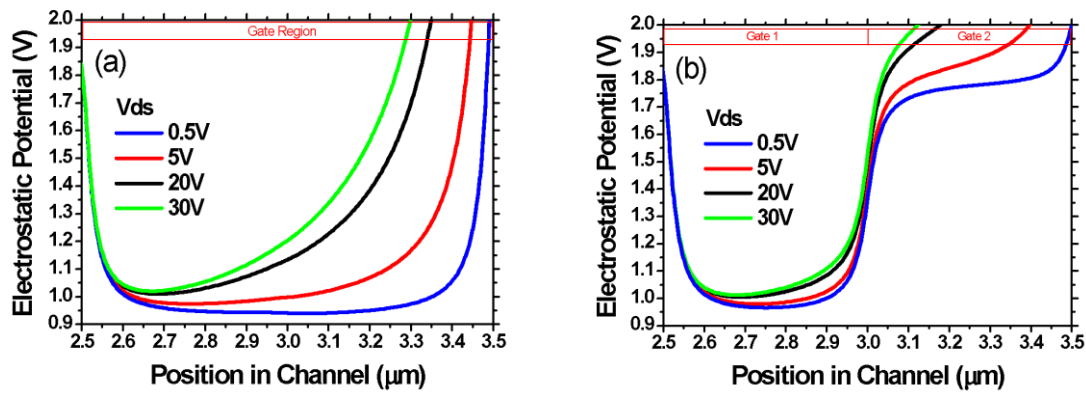 Electrostatic Potential (V)
2.0
1.9
1.8
1.7
1.6
1.5
1.4
1.3
1.2
1.1
1.0
0.9
Gate Region
(a)
Vds
0.5V
5V
20V
30V
2.5 2.6 2.7 2.8 2.9 3.0 3.1 3.2 3.3 3.4 3.5
Position in Channel (μm)
Electrostatic Potential (V)
2.0
1.9
1.8
1.7
1.6
1.5
1.4
1.3
1.2
1.1
1.0
0.9
Gate 1 Gate 2
(b)
Vds
0.5V
5V
20V
30V
2.5 2.6 2.7 2.8 2.9 3.0 3.1 3.2 3.3 3.4 3.5
Position in Channel (μm)